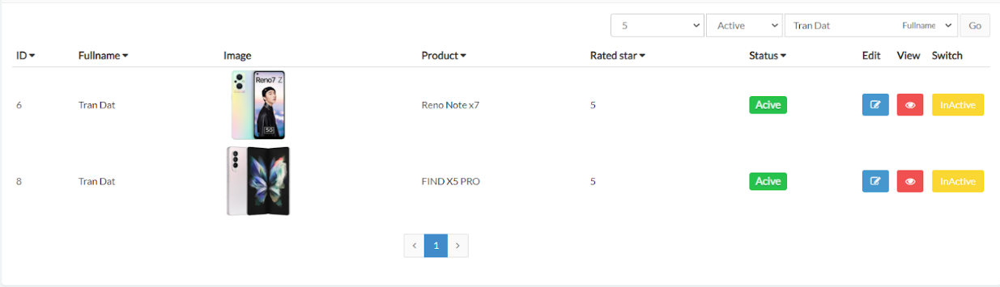 5 Active Tran Dat Fullname Go
ID Fullname Image Product Rated star Status Edit View Switch
Reno7 Z
5G
6 Tran Dat Reno Note x7 5 Acive InActive
8 Tran Dat FIND X5 PRO 5 Acive InActive
‹ 1 ›